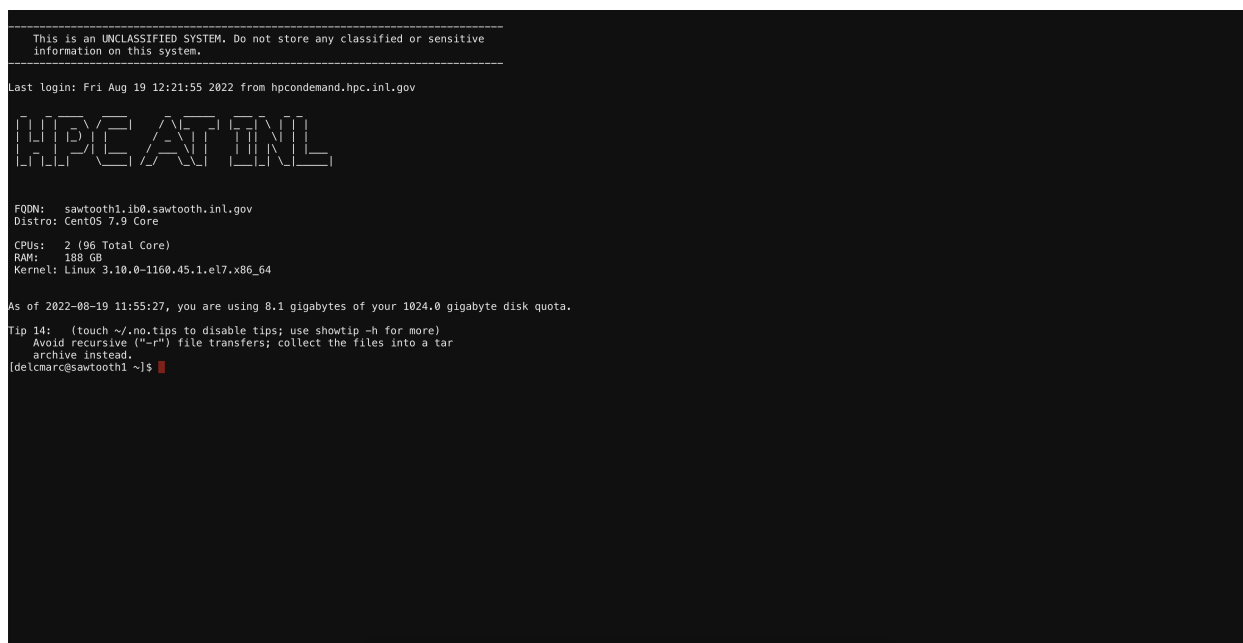 This is an UNCLASSIFIED SYSTEM. Do not store any classified or sensitive
information on this system.
Last login: Fri Aug 19 12:21:55 2022 from hpcondemand.hpc.inl.gov
HPC AT INL
FQDN: sawtooth1.ib0.sawtooth.inl.gov
Distro: CentOS 7.9 Core
CPUs: 2 (96 Total Core)
RAM: 188 GB
Kernel: Linux 3.10.0-1160.45.1.el7.x86_64
As of 2022-08-19 11:55:27, you are using 8.1 gigabytes of your 1024.0 gigabyte disk quota.
Tip 14: (touch ~/.no.tips to disable tips; use showtip -h for more)
Avoid recursive ("-r") file transfers; collect the files into a tar
archive instead.
[delcmarc@sawtooth1 ~]$